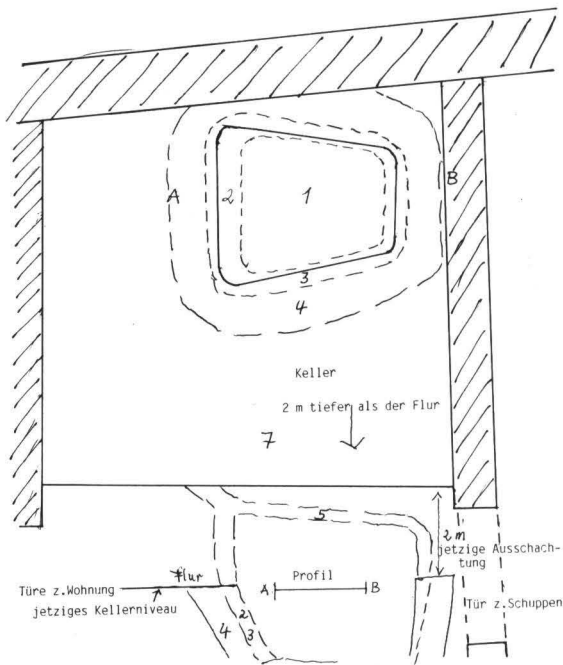 A
2
1
B
3
4
Keller
2 m tiefer als der Flur
7
5
2 m
jetzige Ausschach-
tung
Flur
Profil
Türe z.Wohnung
A
B
jetziges Kellerniveau
2
4
3
Tür z.Schuppen